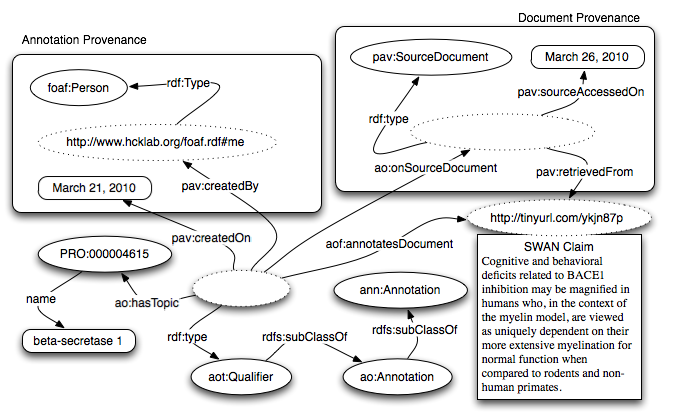 Document Provenance
Annotation Provenance
pav:SourceDocument
March 26, 2010
foaf:Person
rdf:Type
pav:sourceAccessedOn
rdf:type
http://www.hcklab.org/foaf.rdf#me
ao:onSourceDocument
pav:retrievedFrom
March 21, 2010
pav:createdBy
http://tinyurl.com/ykjn87p
pav:createdOn
aof:annotatesDocument
PRO:000004615
SWAN Claim
Cognitive and behavioral
deficits related to BACE1
inhibition may be magnified in
humans who, in the context of
the myelin model, are viewed
as uniquely dependent on their
more extensive myelination for
normal function when
compared to rodents and non-
human primates.
name
ao:hasTopic
ann:Annotation
beta-secretase 1
rdf:type
rdfs:subClassOf
rdfs:subClassOf
aot:Qualifier
ao:Annotation